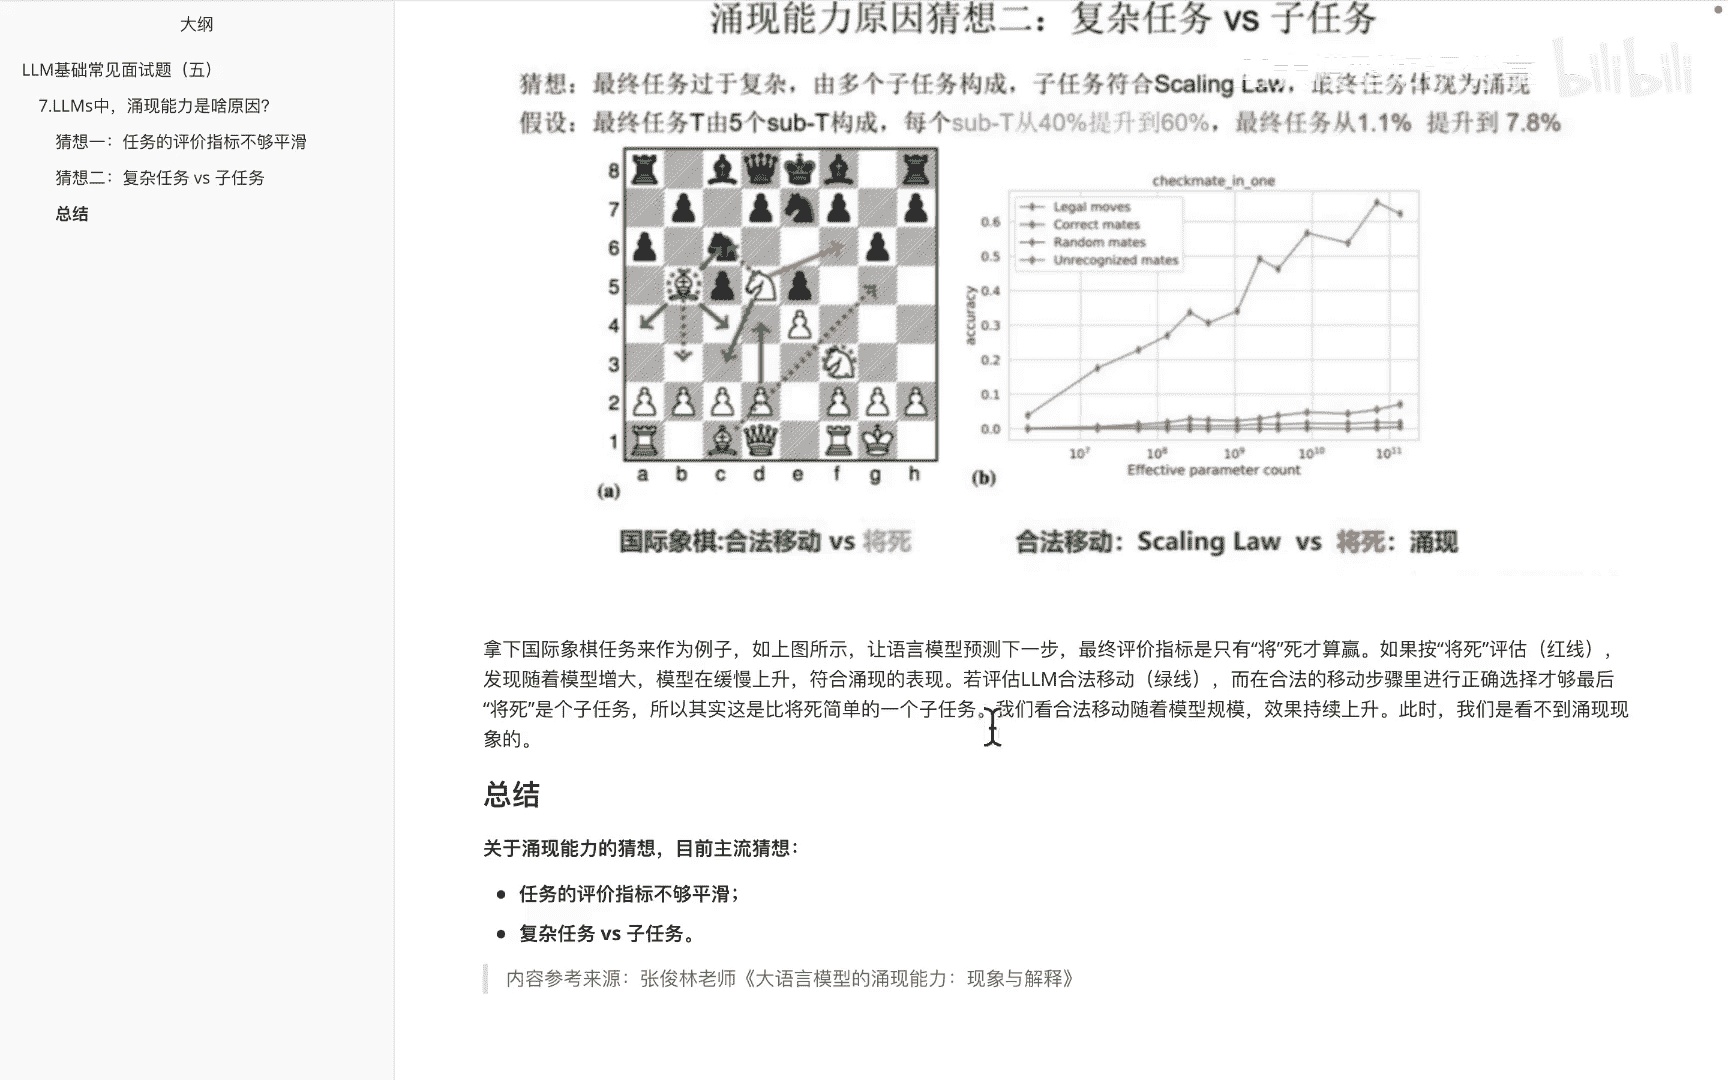 大纲
LLM基础常见面试题（五）
7.LLMs中，涌现能力是啥原因？
猜想一：任务的评价指标不够平滑
猜想二：复杂任务 vs 子任务
总结
涌现能力原因猜想二：复杂任务 vs 子任务
猜想：最终任务过于复杂，由多个子任务构成，子任务符合Scaling Law，最终任务体现为涌现
bilibili
假设：最终任务T由5个sub-T构成，每个sub-T从40%提升到60%，最终任务从1.1% 提升到 7.8%
8
7
6
5
4
3
2
1
a b c d e f g h
(a)
checkmate_in_one
Legal moves
Correct mates
Random mates
Unrecognized mates
0.6
0.5
0.4
0.3
0.2
0.1
0.0
accuracy
10⁷ 10⁸ 10⁹ 10¹⁰ 10¹¹
Effective parameter count
(b)
国际象棋:合法移动 vs 将死
合法移动：Scaling Law vs 将死：涌现
拿下国际象棋任务来作为例子，如上图所示，让语言模型预测下一步，最终评价指标是只有“将”死才算赢。如果按“将死”评估（红线），
发现随着模型增大，模型在缓慢上升，符合涌现的表现。若评估LLM合法移动（绿线），而在合法的移动步骤里进行正确选择才够最后
“将死”是个子任务，所以其实这是比将死简单的一个子任务。我们看合法移动随着模型规模，效果持续上升。此时，我们是看不到涌现现
象的。
总结
关于涌现能力的猜想，目前主流猜想：
任务的评价指标不够平滑；
复杂任务 vs 子任务。
内容参考来源：张俊林老师《大语言模型的涌现能力：现象与解释》